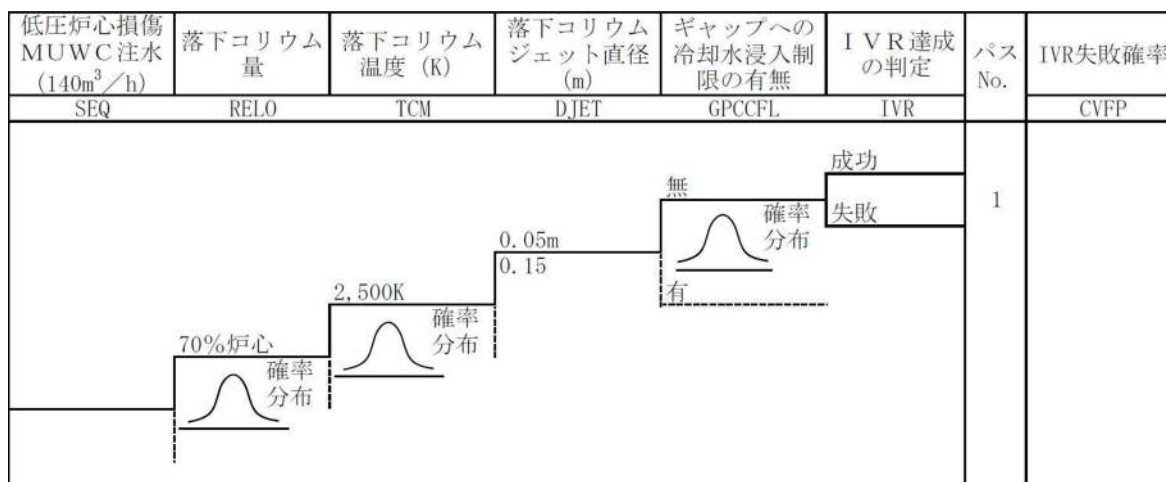 低圧炉心損傷
MUWC注水
(140m³/h)
落下コリウム
量
落下コリウム
温度 (K)
落下コリウム
ジェット直径
(m)
ギャップへの
冷却水浸入制
限の有無
IVR達成
の判定
パス
No.
IVR失敗確率
SEQ
RELO
TCM
DJET
GPCCFL
IVR
CVFP
成功
無
1
確率
分布
失敗
0.05m
0.15
有
2,500K
確率
分布
70%炉心
確率
分布